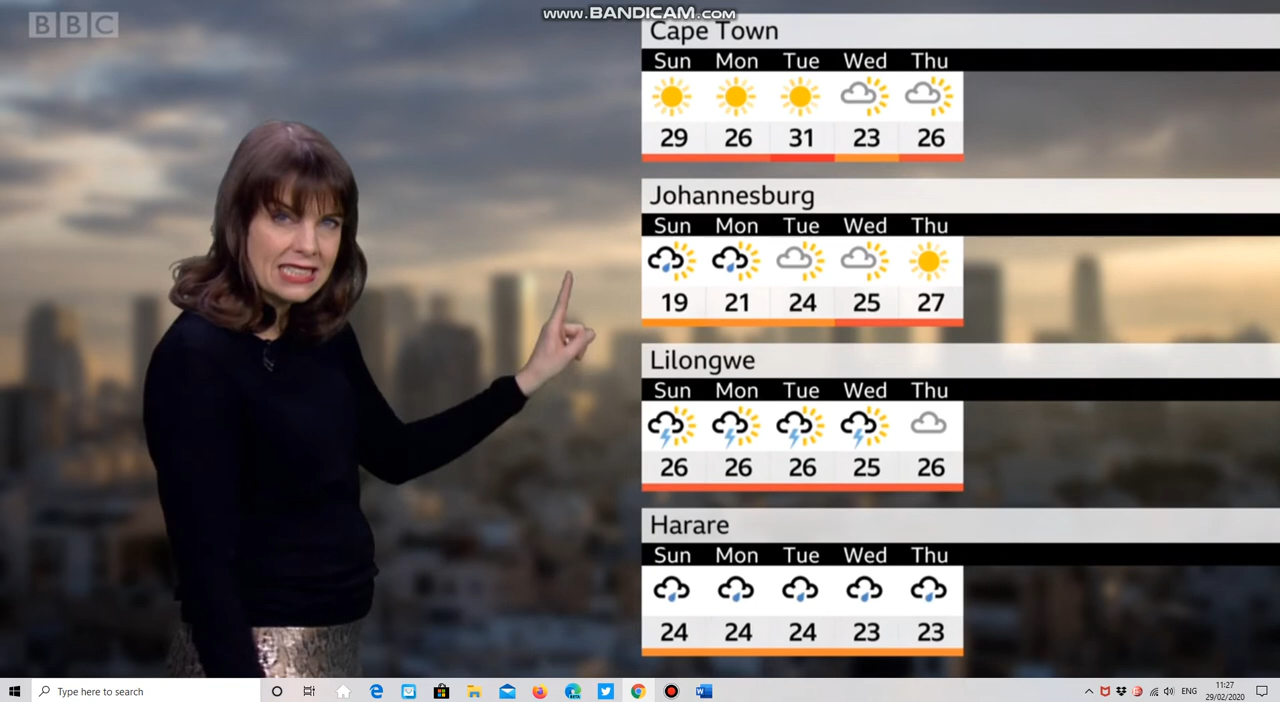 BBC
www.BANDICAM.com
Cape Town
Sun Mon Tue Wed Thu
29 26 31 23 26
Johannesburg
Sun Mon Tue Wed Thu
19 21 24 25 27
Lilongwe
Sun Mon Tue Wed Thu
26 26 26 25 26
Harare
Sun Mon Tue Wed Thu
24 24 24 23 23
Type here to search
ENG
11:27
29/02/2020